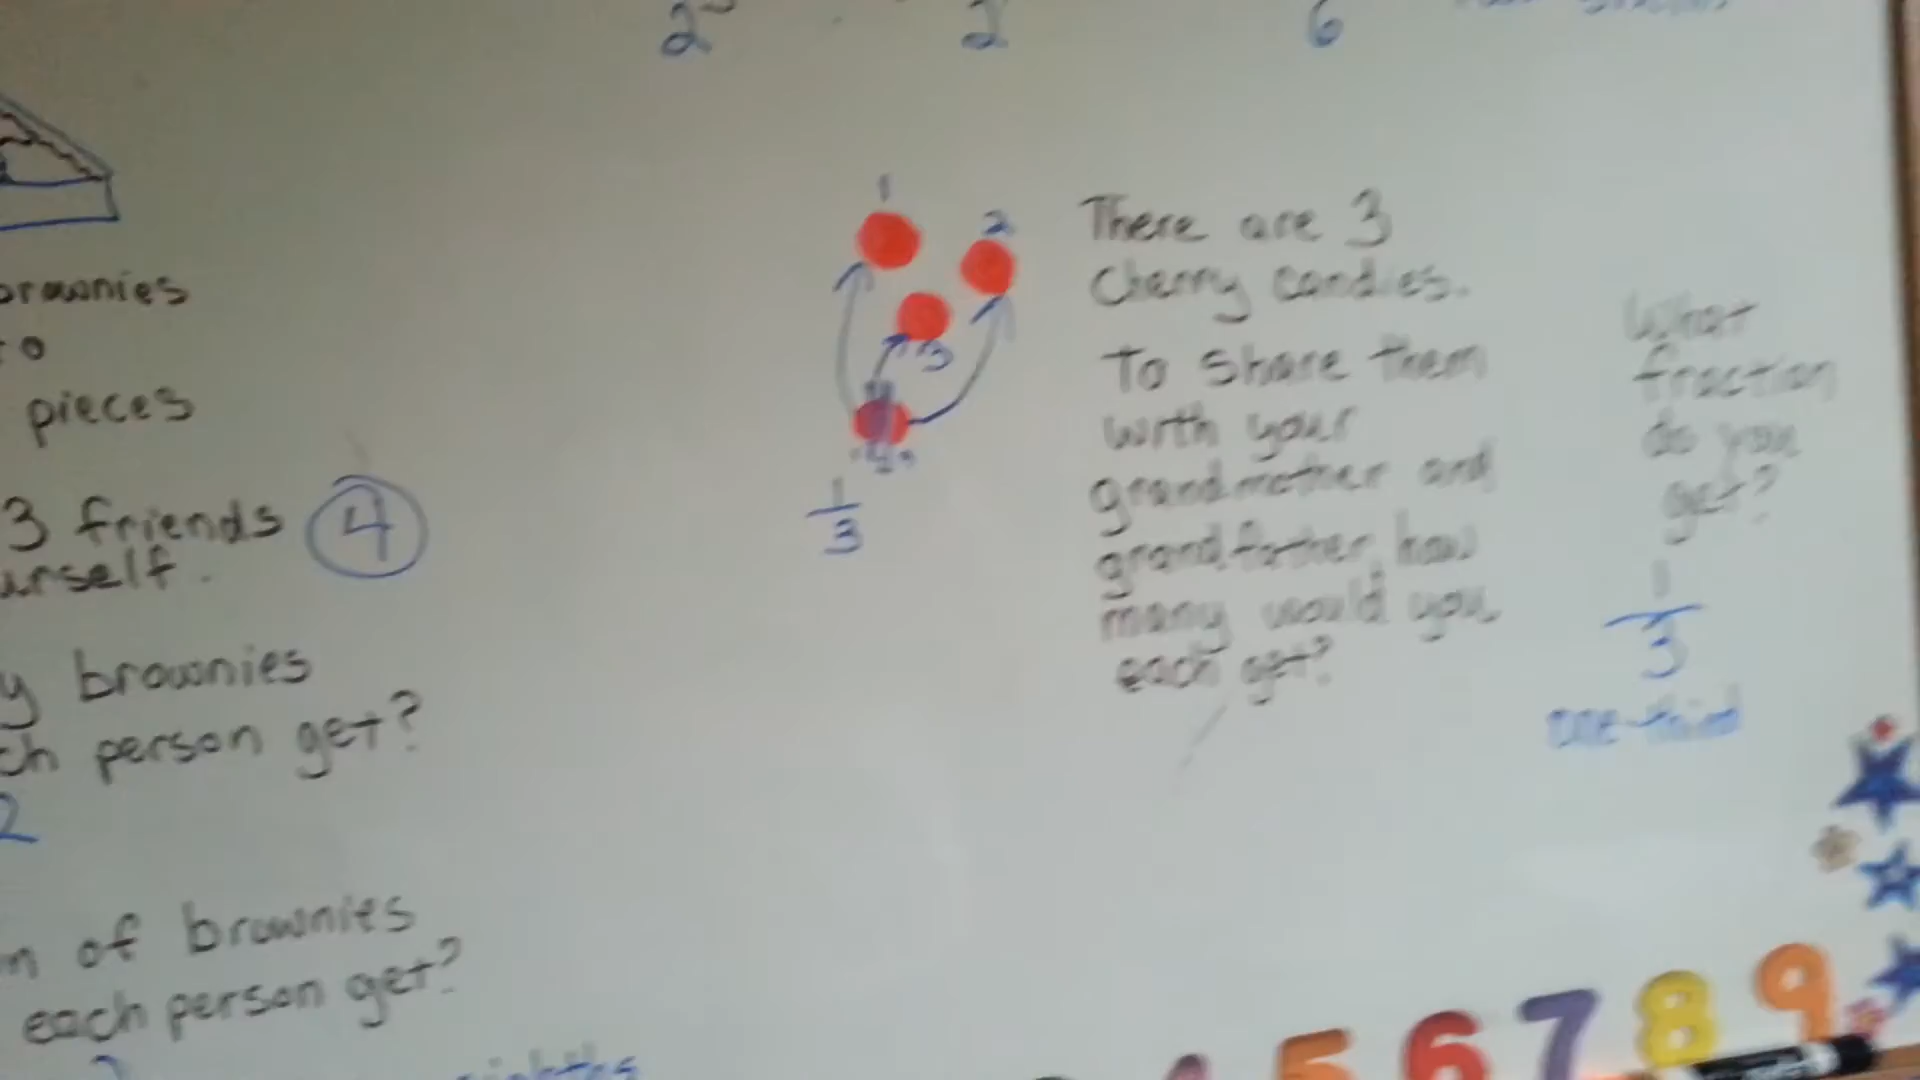 2
2
6
brownies
to
pieces
3 friends 4
urself.
y brownies
ch person get?
2
n of brownies
each person get?
1
2
3
1
3
There are 3
cherry candies.
To share them
with your
grandmother and
grandfather, how
many would you
each get?
What
fraction
do you
get?
1
3
one-third
5 6 7 8 9